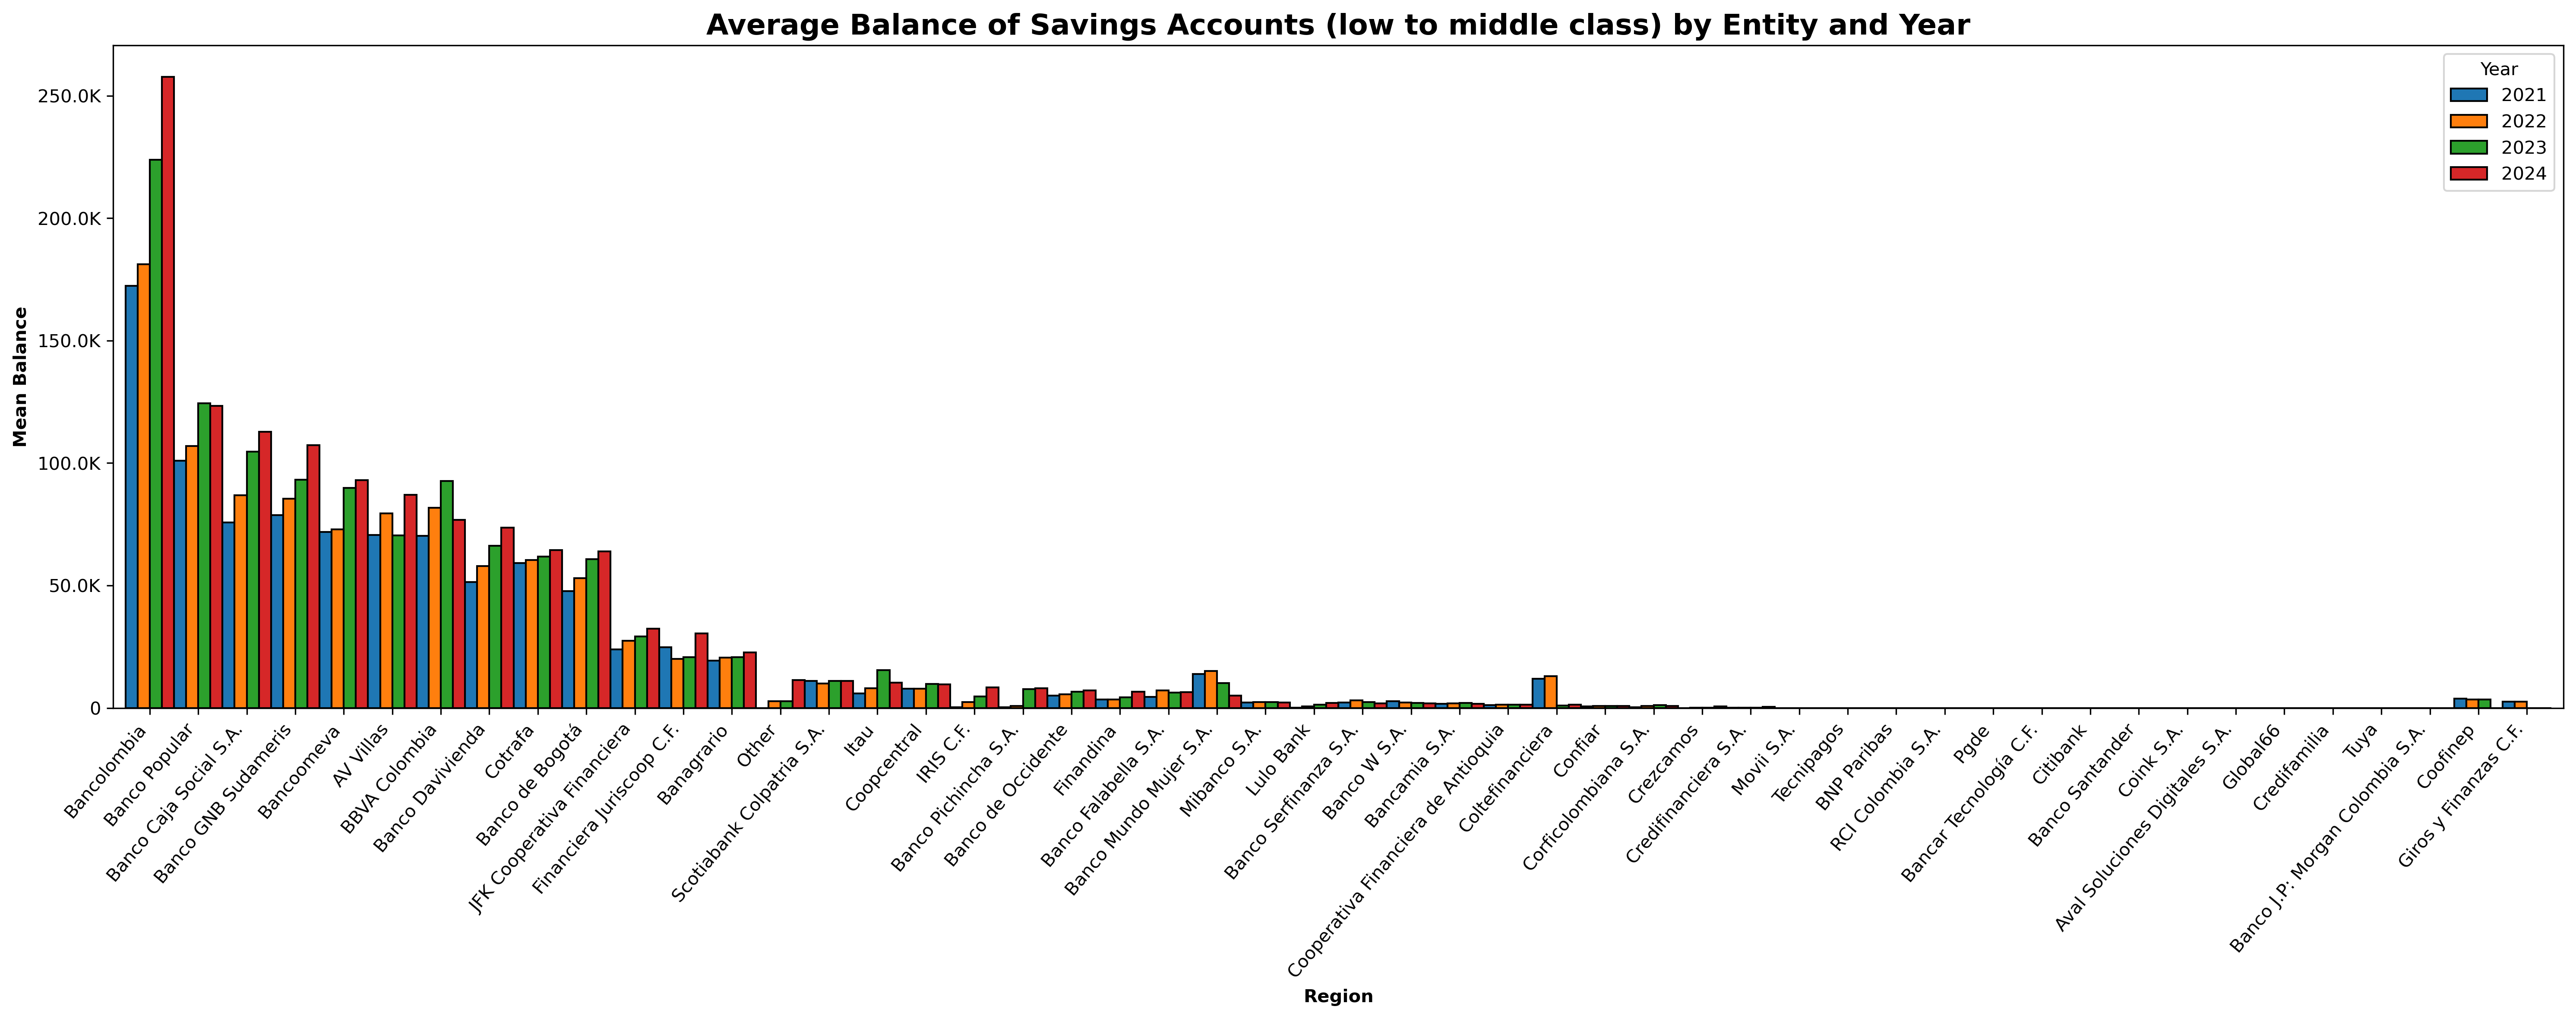 Average Balance of Savings Accounts (low to middle class) by Entity and Year
Mean Balance
250.0K
200.0K
150.0K
100.0K
50.0K
0
Year
2021
2022
2023
2024
Bancolombia
Banco Popular
Banco Caja Social S.A.
Banco GNB Sudameris
Bancoomeva
AV Villas
BBVA Colombia
Banco Davivienda
Cotrafa
Banco de Bogotá
JFK Cooperativa Financiera
Financiera Juriscoop C.F.
Banagrario
Other
Scotiabank Colpatria S.A.
Itau
Coopcentral
IRIS C.F.
Banco Pichincha S.A.
Banco de Occidente
Finandina
Banco Falabella S.A.
Banco Mundo Mujer S.A.
Mibanco S.A.
Lulo Bank
Banco Serfinanza S.A.
Banco W S.A.
Bancamia S.A.
Cooperativa Financiera de Antioquia
Coltefinanciera
Confiar
Corficolombiana S.A.
Crezcamos
Credifinanciera S.A.
Movii S.A.
Tecnipagos
BNP Paribas
RCI Colombia S.A.
Pgde
Bancar Tecnología C.F.
Citibank
Banco Santander
Coink S.A.
Aval Soluciones Digitales S.A.
Global66
Credifamilia
Tuya
Banco J.P: Morgan Colombia S.A.
Coofinep
Giros y Finanzas C.F.
Region